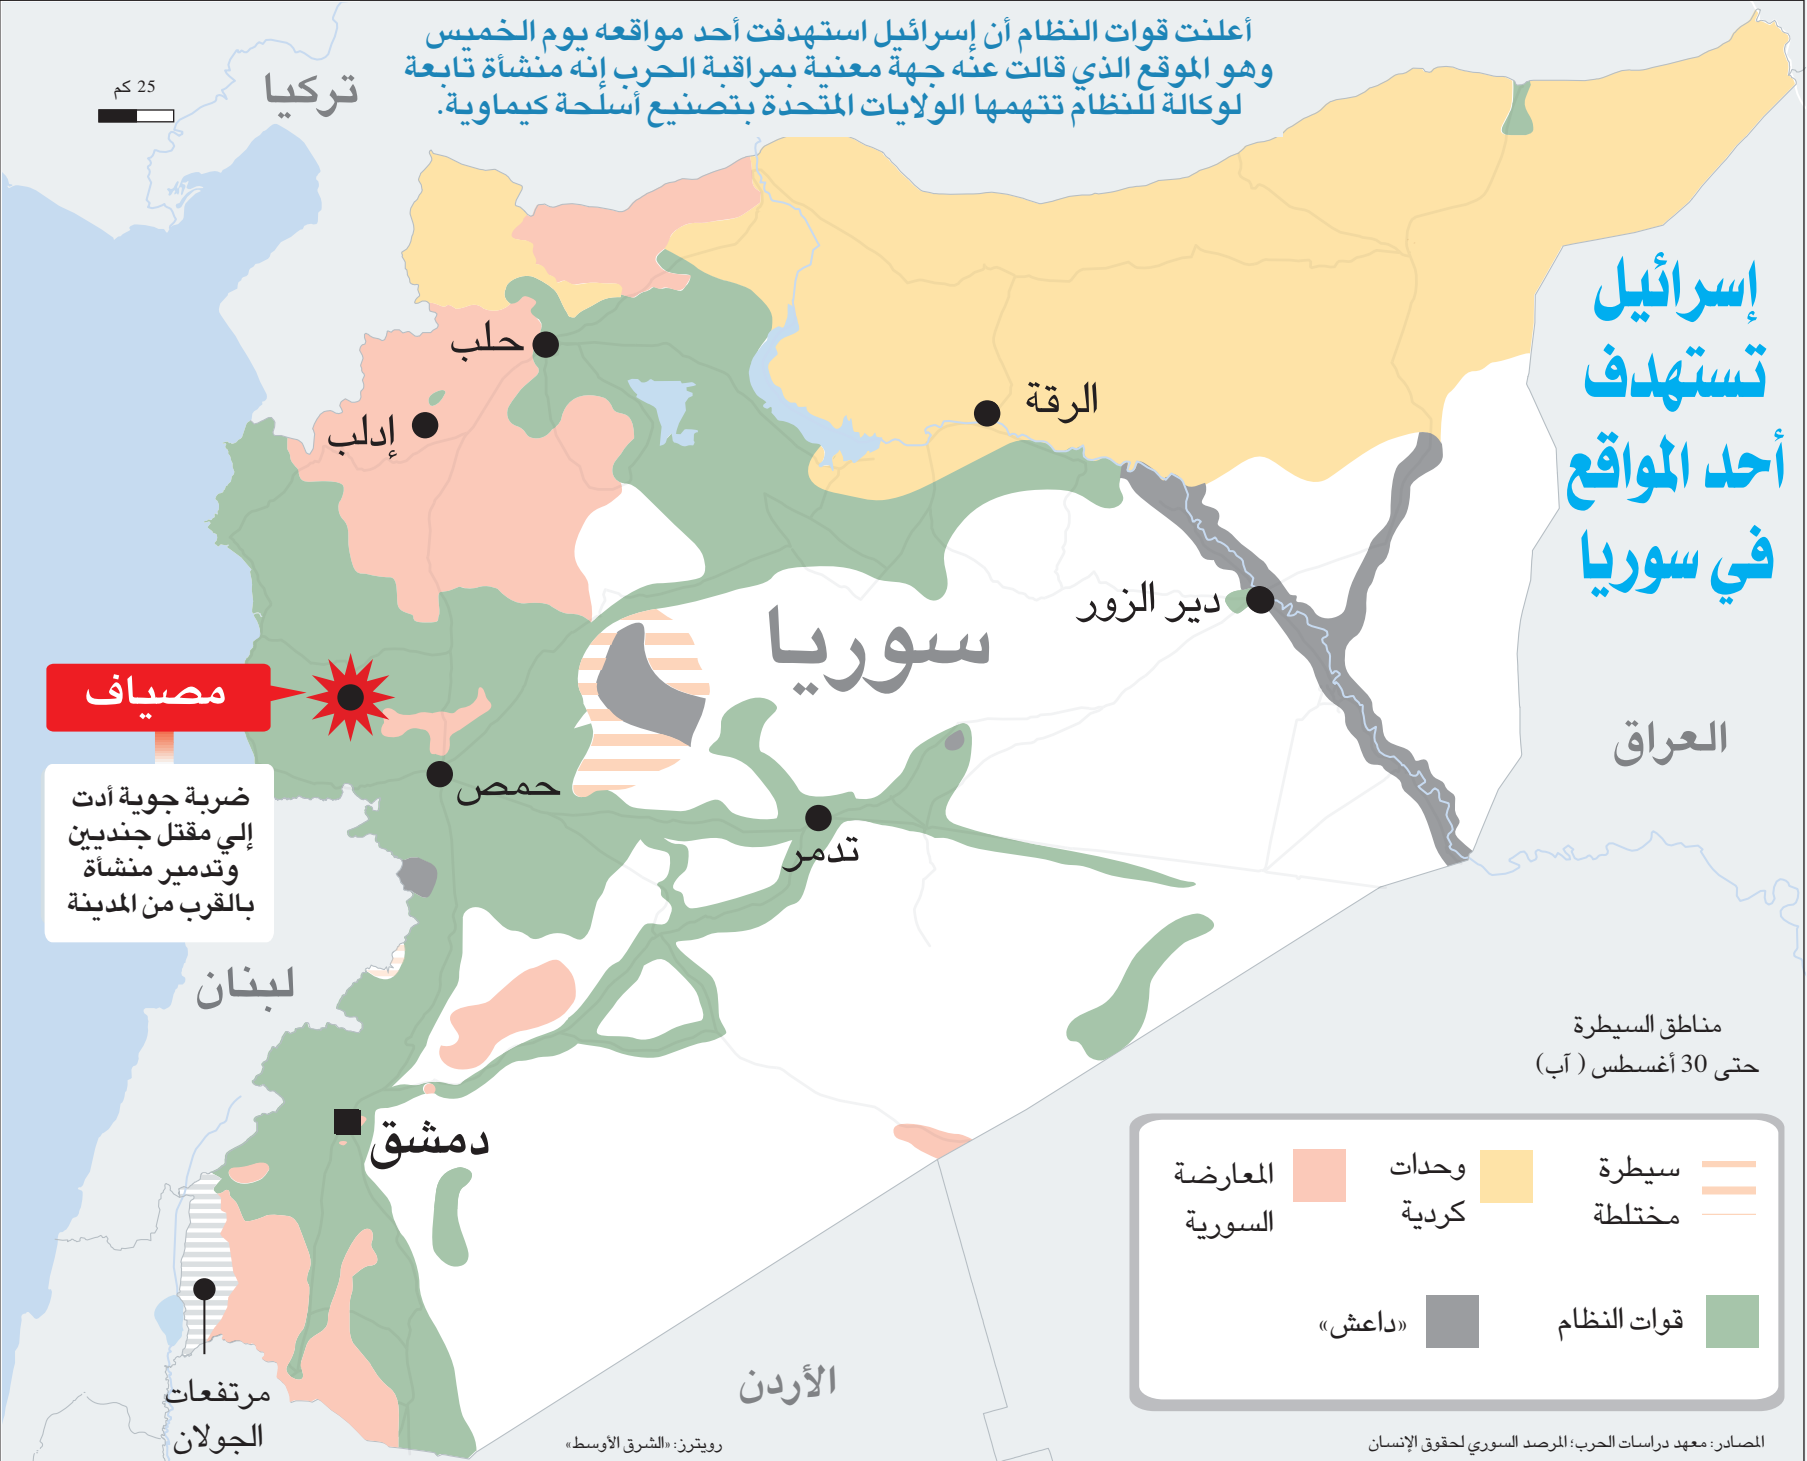 أعلنت قوات النظام أن إسرائيل استهدفت أحد مواقعه يوم الخميس
وهو الموقع الذي قالت عنه جهة معنية بمراقبة الحرب إنه منشأة تابعة
لوكالة للنظام تتهمها الولايات المتحدة بتصنيع أسلحة كيماوية.
25 كم
تركيا
إسرائيل
تستهدف
أحد المواقع
في سوريا
حلب
إدلب
الرقة
دير الزور
سوريا
مصياف
ضربة جوية أدت
إلي مقتل جنديين
وتدمير منشأة
بالقرب من المدينة
حمص
تدمر
العراق
لبنان
دمشق
مرتفعات
الجولان
الأردن
مناطق السيطرة
حتى 30 أغسطس ( آب)
سيطرة
مختلطة
وحدات
كردية
المعارضة
السورية
قوات النظام
«داعش»
رويترز: «الشرق الأوسط»
المصادر: معهد دراسات الحرب؛ المرصد السوري لحقوق الإنسان